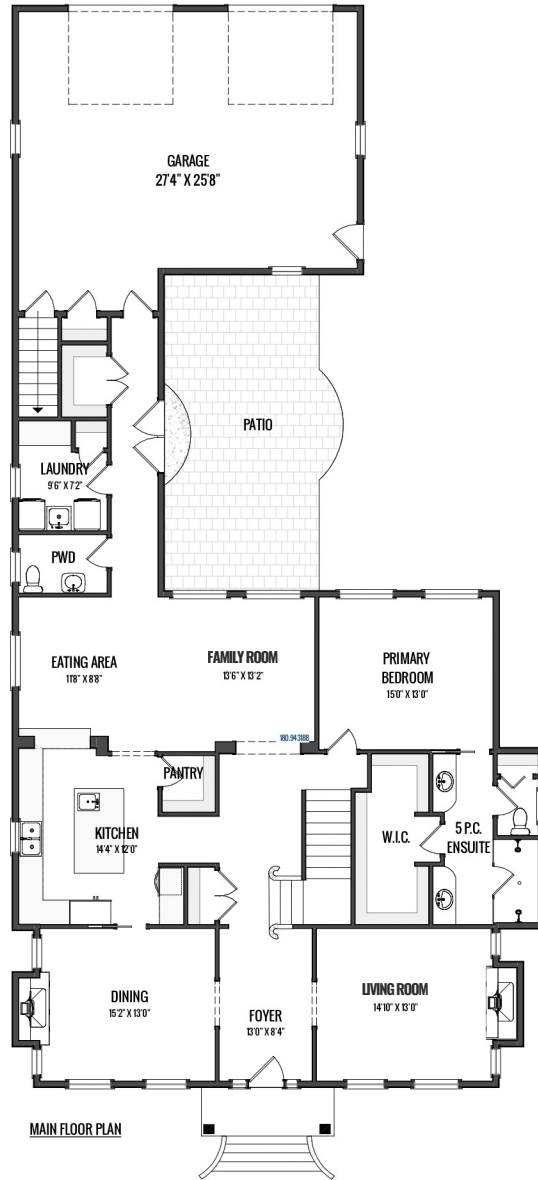 GARAGE
27'4" X 25'8"
PATIO
LAUNDRY
9'6" X 7'2"
PWD
EATING AREA
11'8" X 8'8"
FAMILY ROOM
13'6" X 13'2"
PRIMARY
BEDROOM
15'0" X 13'0"
180.943188
PANTRY
KITCHEN
14'4" X 12'0"
W.I.C.
5 P.C.
ENSUITE
DINING
15'2" X 13'0"
FOYER
13'0" X 8'4"
LIVING ROOM
14'10" X 13'0"
MAIN FLOOR PLAN